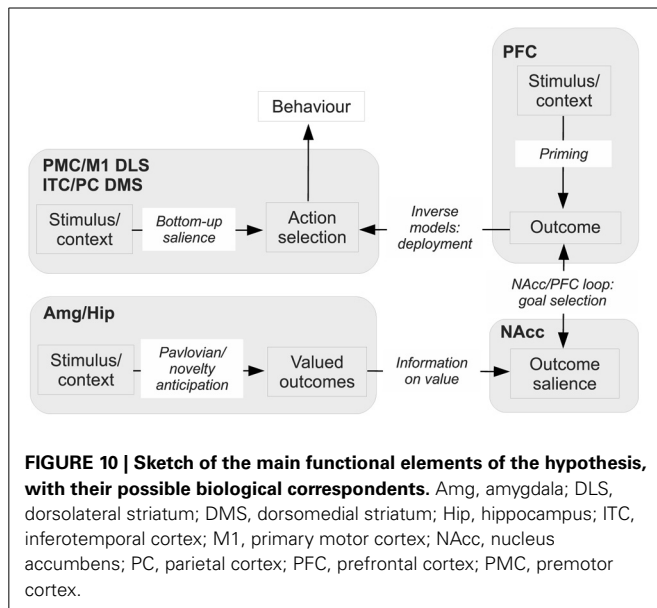 PFC
Stimulus/
context
Priming
Outcome
Behaviour
PMC/M1 DLS
ITC/PC DMS
Stimulus/
context
Bottom-up
salience
Action
selection
Inverse
models:
deployment
NAcc/PFC loop:
goal selection
Amg/Hip
Stimulus/
context
Pavlovian/
novelty
anticipation
Valued
outcomes
Information
on value
NAcc
Outcome
salience
FIGURE 10 | Sketch of the main functional elements of the hypothesis,
with their possible biological correspondents. Amg, amygdala; DLS,
dorsolateral striatum; DMS, dorsomedial striatum; Hip, hippocampus; ITC,
inferotemporal cortex; M1, primary motor cortex; NAcc, nucleus
accumbens; PC, parietal cortex; PFC, prefrontal cortex; PMC, premotor
cortex.